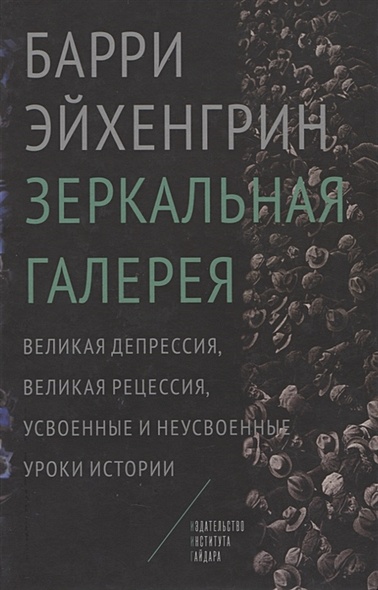 БАРРИ
ЭЙХЕНГРИН
ЗЕРКАЛЬНАЯ
ГАЛЕРЕЯ
ВЕЛИКАЯ ДЕПРЕССИЯ,
ВЕЛИКАЯ РЕЦЕССИЯ,
УСВОЕННЫЕ И НЕУСВОЕННЫЕ
УРОКИ ИСТОРИИ
ИЗДАТЕЛЬСТВО
ИНСТИТУТА
ГАЙДАРА